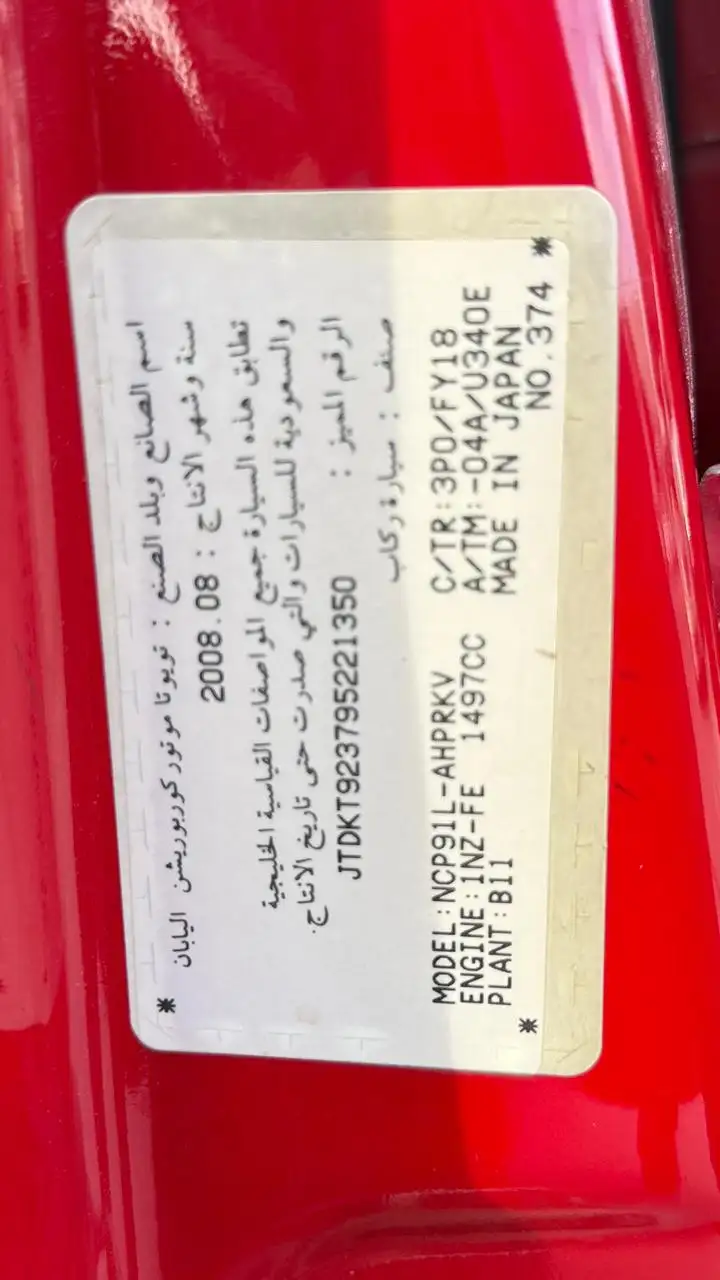 اسم الصانع وبلد الصنع : تويوتا موتور كوربوريشن اليابان *
سنة وشهر الانتاج : 2008.08
تطابق هذه السيارة جميع المواصفات القياسية الخليجية
والسعودية للسيارات والتي صدرت حتى تاريخ الانتاج.
الرقم المميز : JTDKT923795221350
صنف : سيارة ركاب
MODEL:NCP91L-AHPRKV C/TR:3P0/FY18
ENGINE:1NZ-FE 1497CC A/TM:-04A/U340E
PLANT:B11 MADE IN JAPAN
* NO.374 *